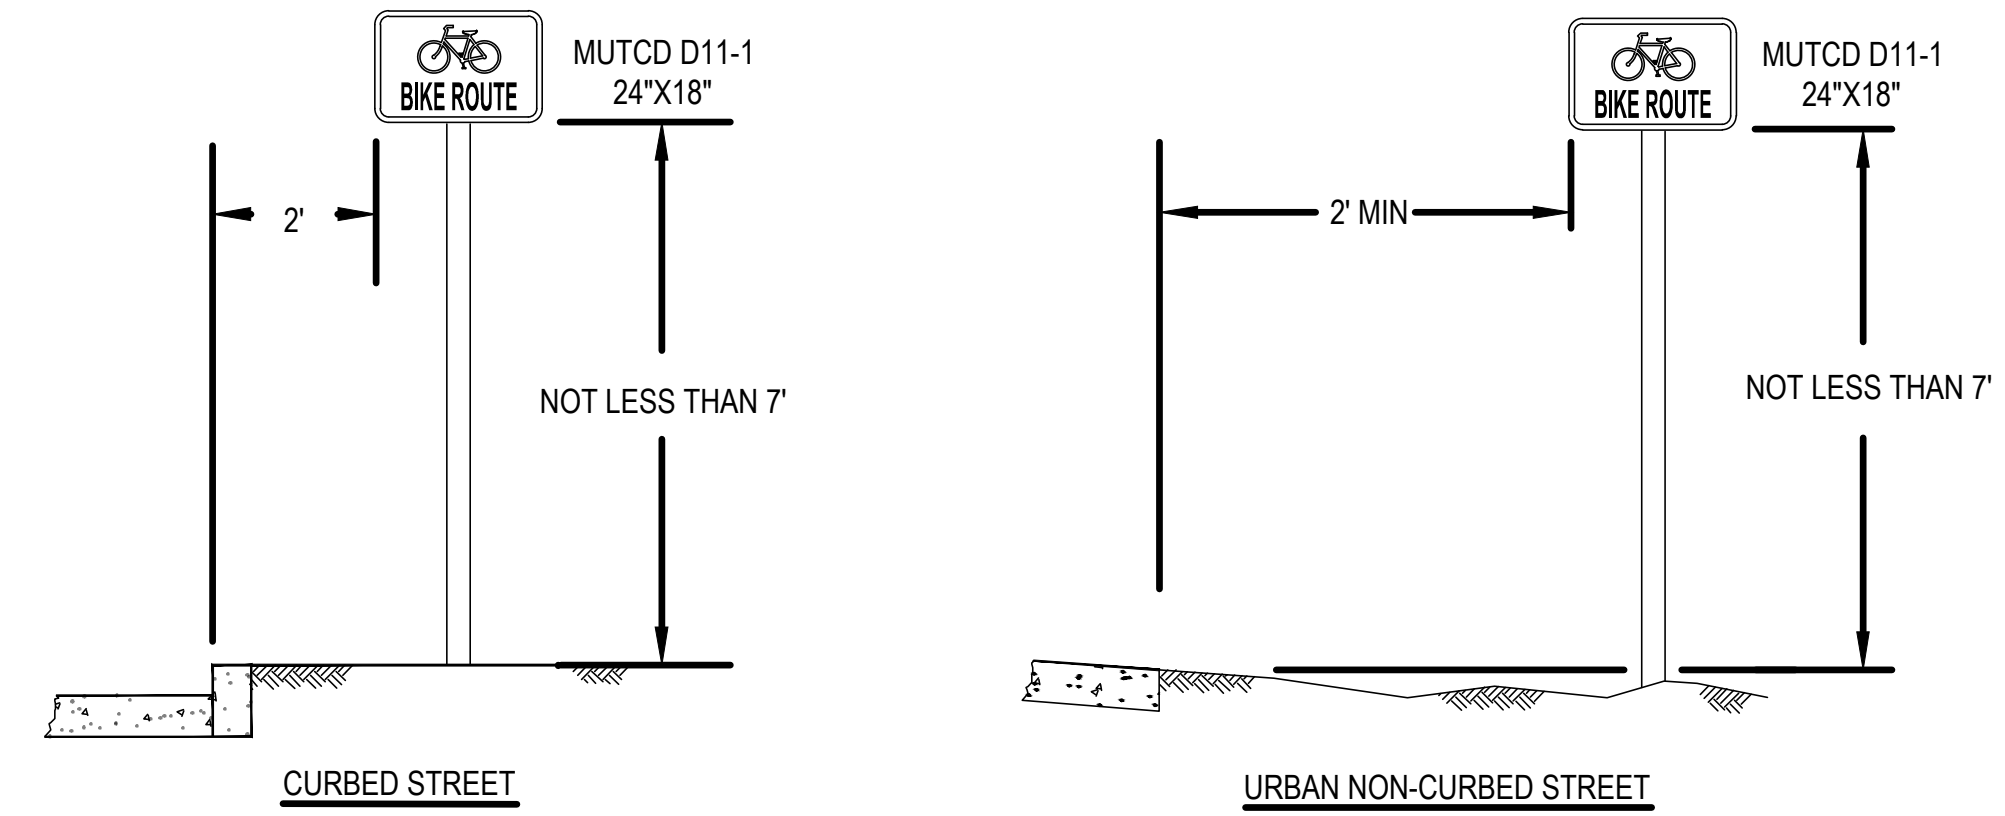 BIKE ROUTE
MUTCD D11-1
24"X18"
2'
NOT LESS THAN 7'
CURBED STREET
BIKE ROUTE
MUTCD D11-1
24"X18"
2' MIN
NOT LESS THAN 7'
URBAN NON-CURBED STREET